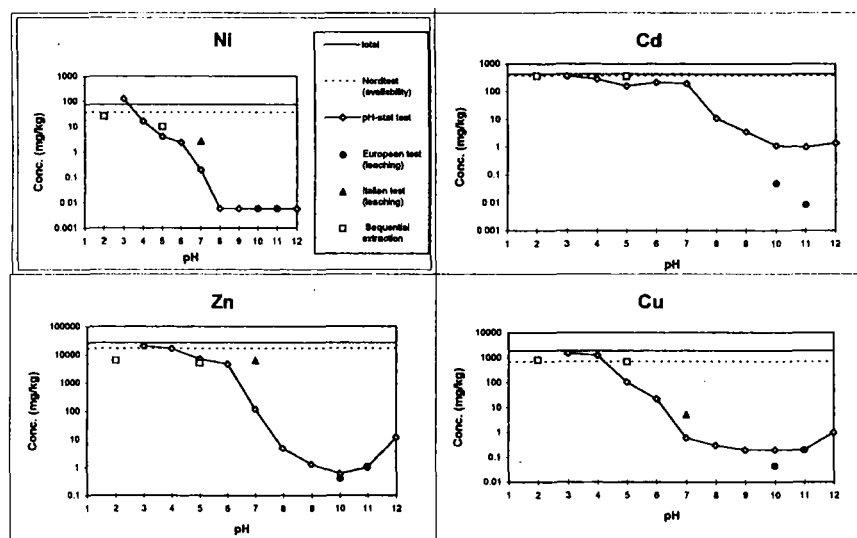 Ni
Conc. (mg/kg)
1000
100
10
1
0.1
0.01
0.001
1 2 3 4 5 6 7 8 9 10 11 12
pH
total
Nordtest
(availability)
pH-stat test
European test
(leaching)
Italian test
(leaching)
Sequential
extraction
Cd
Conc. (mg/kg)
1000
100
10
1
0.1
0.01
0.001
1 2 3 4 5 6 7 8 9 10 11 12
pH
Zn
Conc. (mg/kg)
100000
10000
1000
100
10
1
0.1
1 2 3 4 5 6 7 8 9 10 11 12
pH
Cu
Conc. (mg/kg)
10000
1000
100
10
1
0.1
0.01
1 2 3 4 5 6 7 8 9 10 11 12
pH